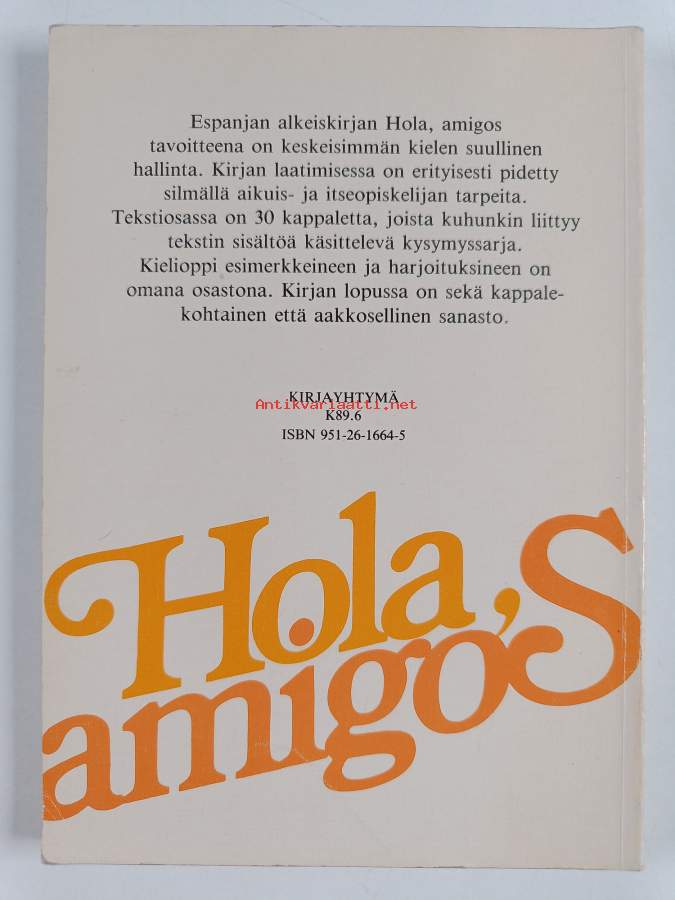 Espanjan alkeiskirjan Hola, amigos
tavoitteena on keskeisimmän kielen suullinen
hallinta. Kirjan laatimisessa on erityisesti pidetty
silmällä aikuis- ja itseopiskelijan tarpeita.
Tekstiosassa on 30 kappaletta, joista kuhunkin liittyy
tekstin sisältöä käsittelevä kysymyssarja.
Kielioppi esimerkkeineen ja harjoituksineen on
omana osastona. Kirjan lopussa on sekä kappale-
kohtainen että aakkosellinen sanasto.
KIRJAYHTYMÄ
Antikvariaatti.net
K89.6
ISBN 951-26-1664-5
Hola,
amigos